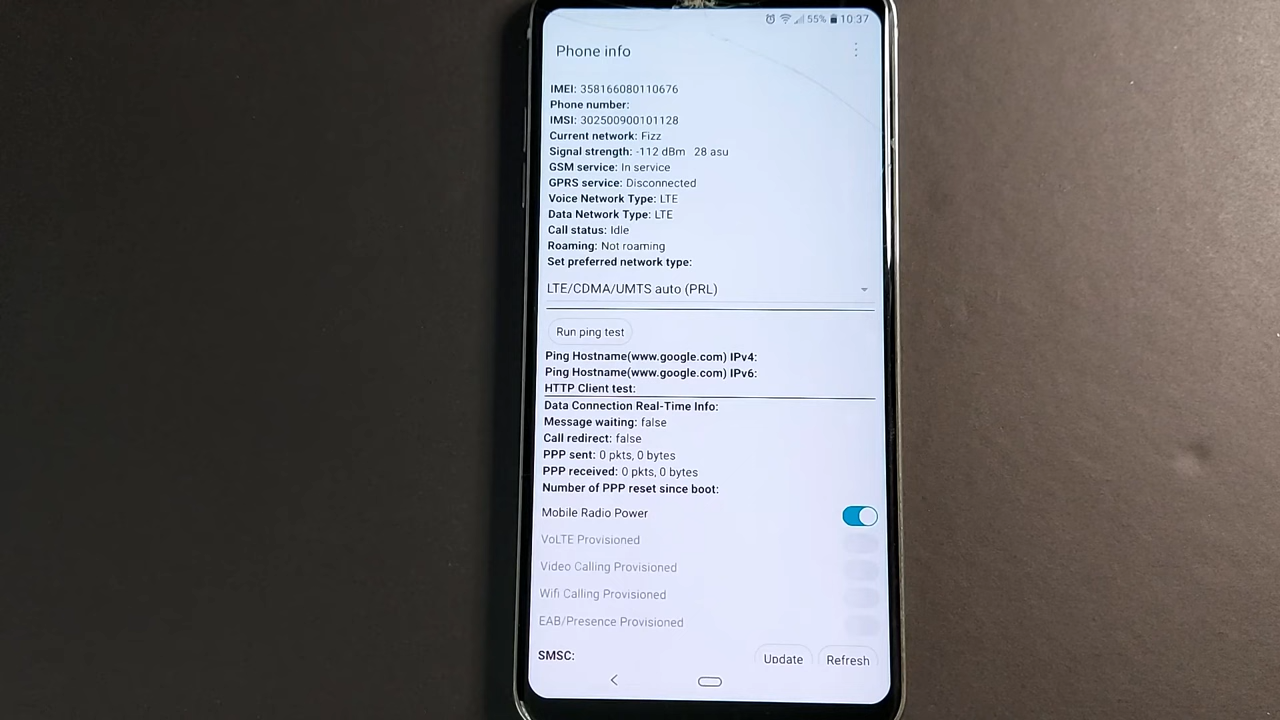 55% 10:37
Phone info
IMEI: 358166080110676
Phone number:
IMSI: 302500900101128
Current network: Fizz
Signal strength: -112 dBm 28 asu
GSM service: In service
GPRS service: Disconnected
Voice Network Type: LTE
Data Network Type: LTE
Call status: Idle
Roaming: Not roaming
Set preferred network type:
LTE/CDMA/UMTS auto (PRL)
Run ping test
Ping Hostname(www.google.com) IPv4:
Ping Hostname(www.google.com) IPv6:
HTTP Client test:
Data Connection Real-Time Info:
Message waiting: false
Call redirect: false
PPP sent: 0 pkts, 0 bytes
PPP received: 0 pkts, 0 bytes
Number of PPP reset since boot:
Mobile Radio Power
VoLTE Provisioned
Video Calling Provisioned
Wifi Calling Provisioned
EAB/Presence Provisioned
SMSC: Update Refresh